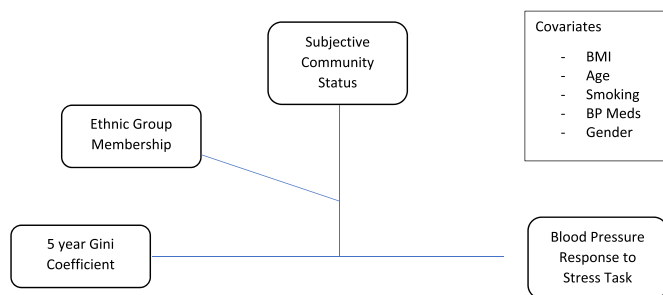 Subjective
Community
Status
Covariates
- BMI
- Age
- Smoking
- BP Meds
- Gender
Ethnic Group
Membership
5 year Gini
Coefficient
Blood Pressure
Response to
Stress Task